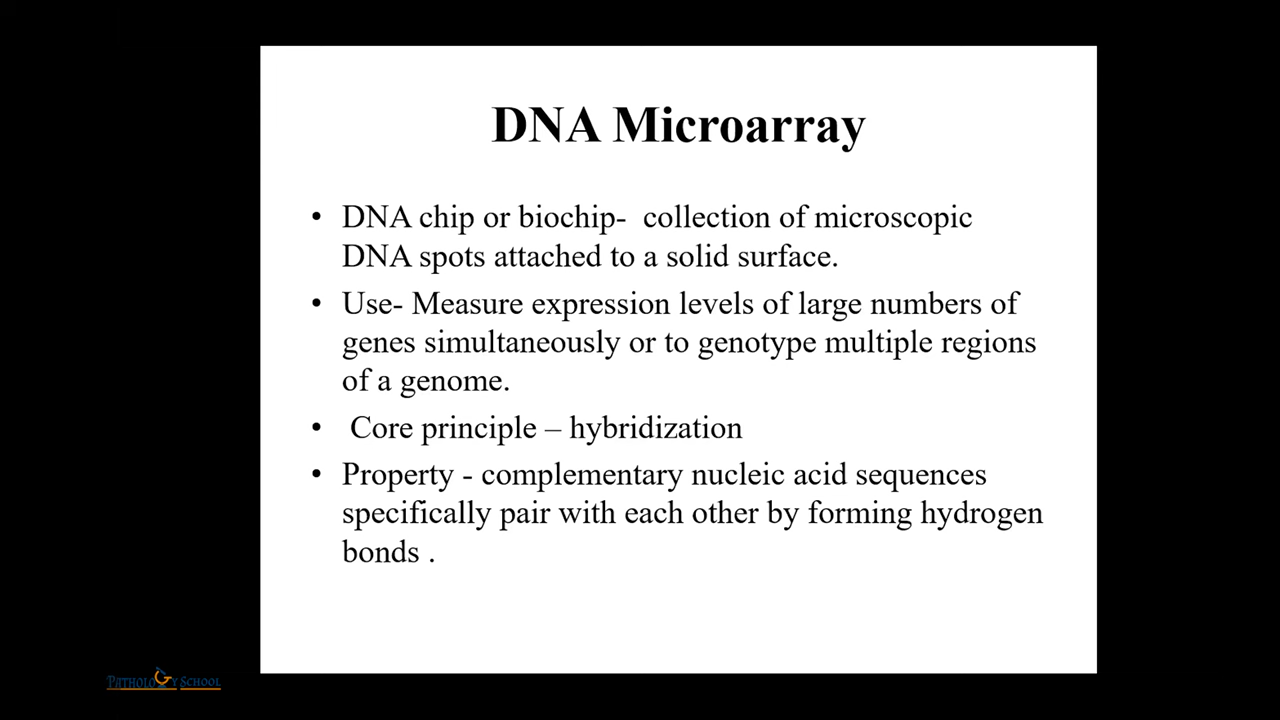 DNA Microarray
• DNA chip or biochip- collection of microscopic
DNA spots attached to a solid surface.
• Use- Measure expression levels of large numbers of
genes simultaneously or to genotype multiple regions
of a genome.
• Core principle – hybridization
• Property - complementary nucleic acid sequences
specifically pair with each other by forming hydrogen
bonds .
PATHOLOGY SCHOOL